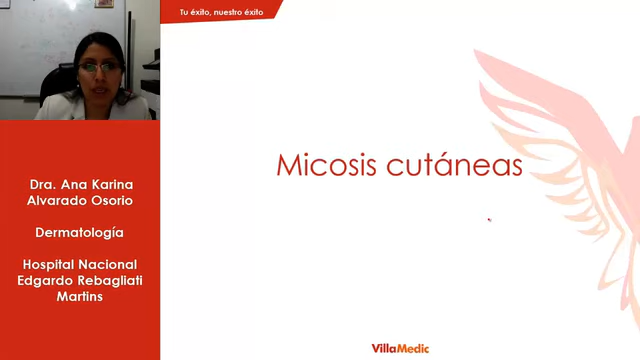 Tu éxito, nuestro éxito
Micosis cutáneas
Dra. Ana Karina
Alvarado Osorio
Dermatología
Hospital Nacional
Edgardo Rebagliati
Martins
VillaMedic